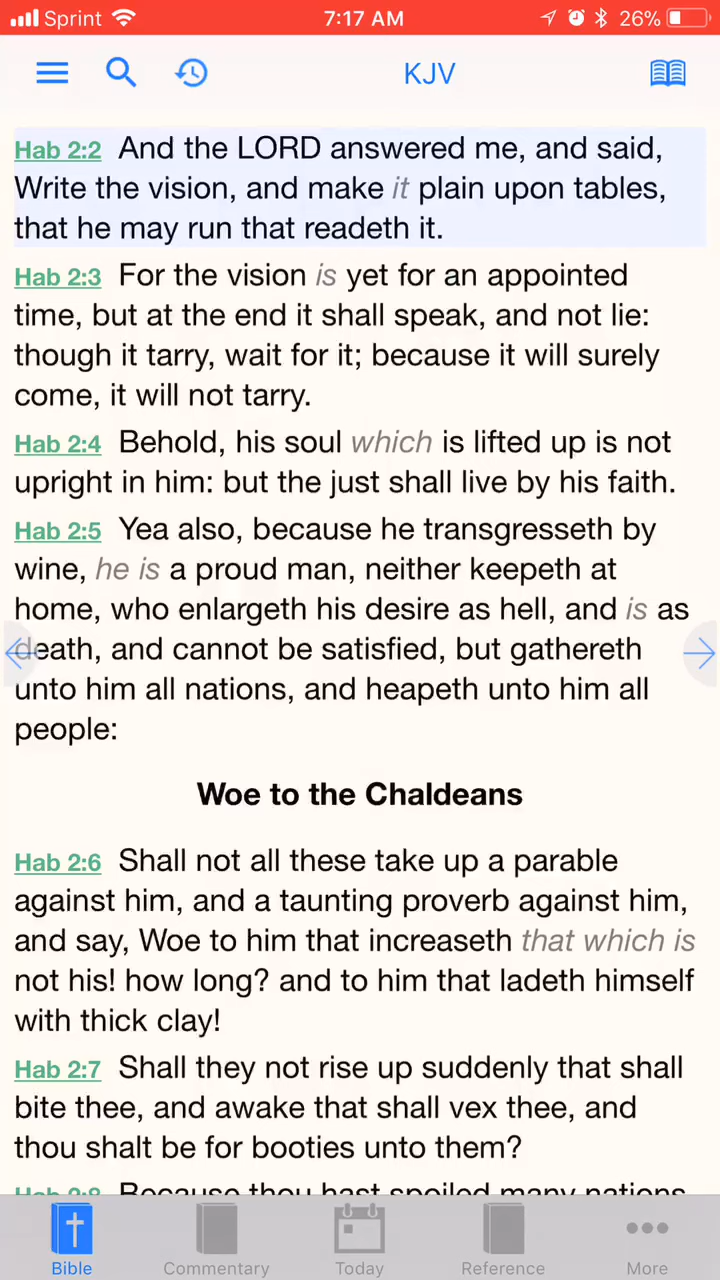 Sprint 7:17 AM 26%
KJV
Hab 2:2 And the LORD answered me, and said,
Write the vision, and make it plain upon tables,
that he may run that readeth it.
Hab 2:3 For the vision is yet for an appointed
time, but at the end it shall speak, and not lie:
though it tarry, wait for it; because it will surely
come, it will not tarry.
Hab 2:4 Behold, his soul which is lifted up is not
upright in him: but the just shall live by his faith.
Hab 2:5 Yea also, because he transgresseth by
wine, he is a proud man, neither keepeth at
home, who enlargeth his desire as hell, and is as
death, and cannot be satisfied, but gathereth
unto him all nations, and heapeth unto him all
people:
Woe to the Chaldeans
Hab 2:6 Shall not all these take up a parable
against him, and a taunting proverb against him,
and say, Woe to him that increaseth that which is
not his! how long? and to him that ladeth himself
with thick clay!
Hab 2:7 Shall they not rise up suddenly that shall
bite thee, and awake that shall vex thee, and
thou shalt be for booties unto them?
Hab 2:8 Because thou hast spoiled many nations
Bible Commentary Today Reference More